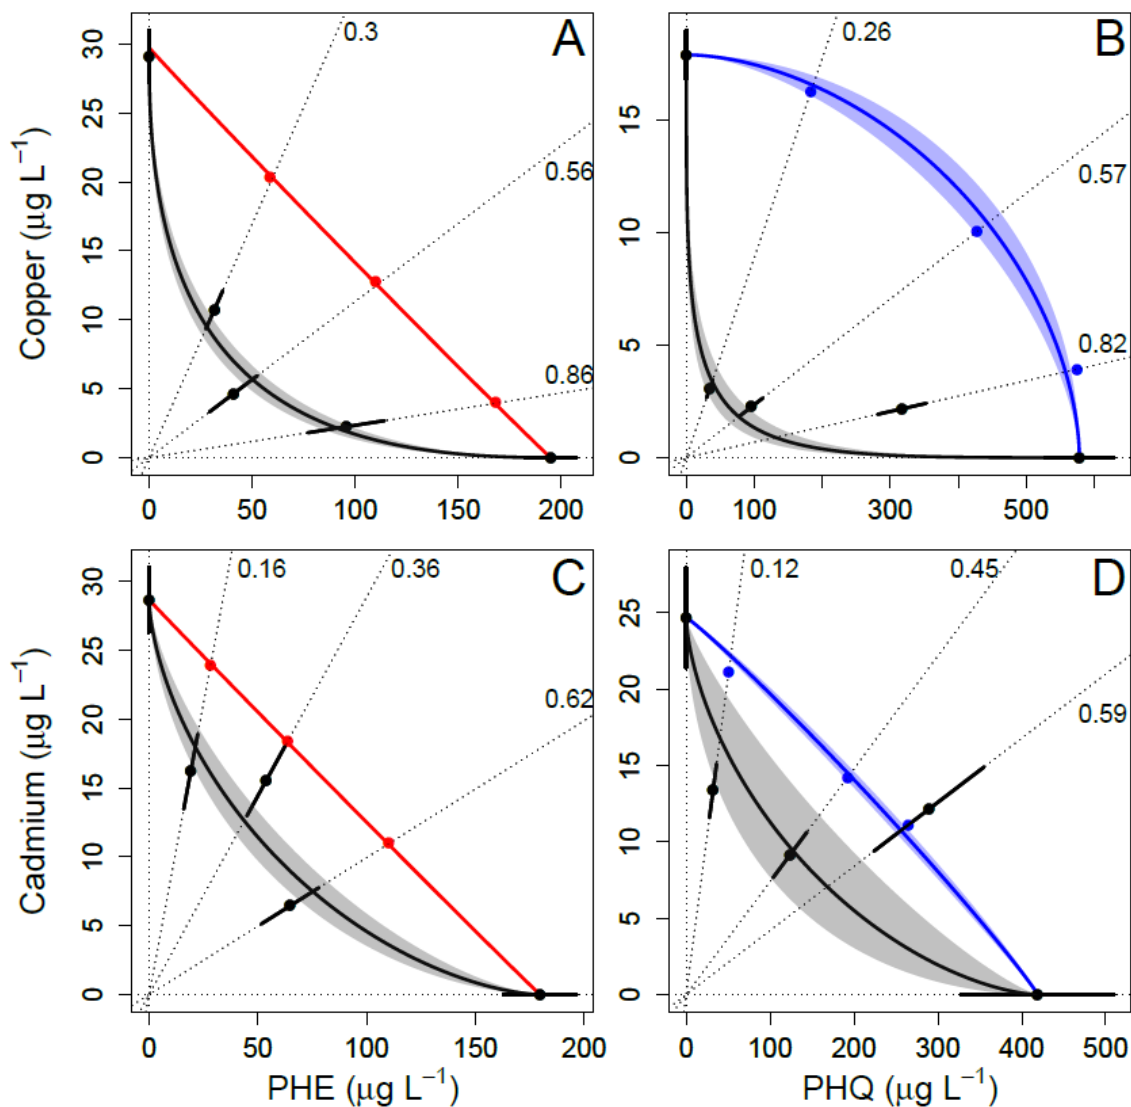 0.3
A
0.26
B
Copper (μg L⁻¹)
0 5 10 15 20 25 30
0.56
0.86
0 5 10 15
0.57
0.82
0 50 100 150 200
0 100 300 500
0.16
0.36
C
0.12
0.45
D
Cadmium (μg L⁻¹)
0 5 10 15 20 25 30
0.62
0 5 10 15 20 25
0.59
0 50 100 150 200
0 100 200 300 400 500
PHE (μg L⁻¹)
PHQ (μg L⁻¹)